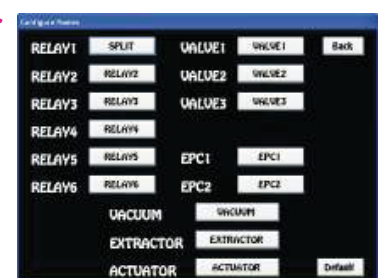 Configure Names
RELAY1 SPLIT VALVE1 VALVE1 Back
RELAY2 RELAY2 VALVE2 VALVE2
RELAY3 RELAY3 VALVE3 VALVE3
RELAY4 RELAY4
RELAY5 RELAY5 EPC1 EPC1
RELAY6 RELAY6 EPC2 EPC2
VACUUM VACUUM
EXTRACTOR EXTRACTOR
ACTUATOR ACTUATOR Default